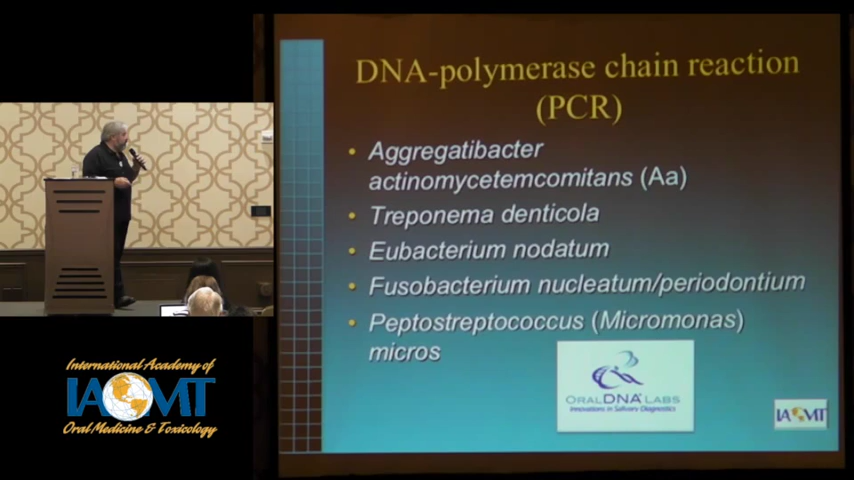 DNA-polymerase chain reaction
(PCR)
• Aggregatibacter
actinomycetemcomitans (Aa)
• Treponema denticola
• Eubacterium nodatum
• Fusobacterium nucleatum/periodontium
• Peptostreptococcus (Micromonas)
micros
ORALDNA LABS
Innovations in Salivary Diagnostics
IAOMT
International Academy of
IAOMT
Oral Medicine & Toxicology